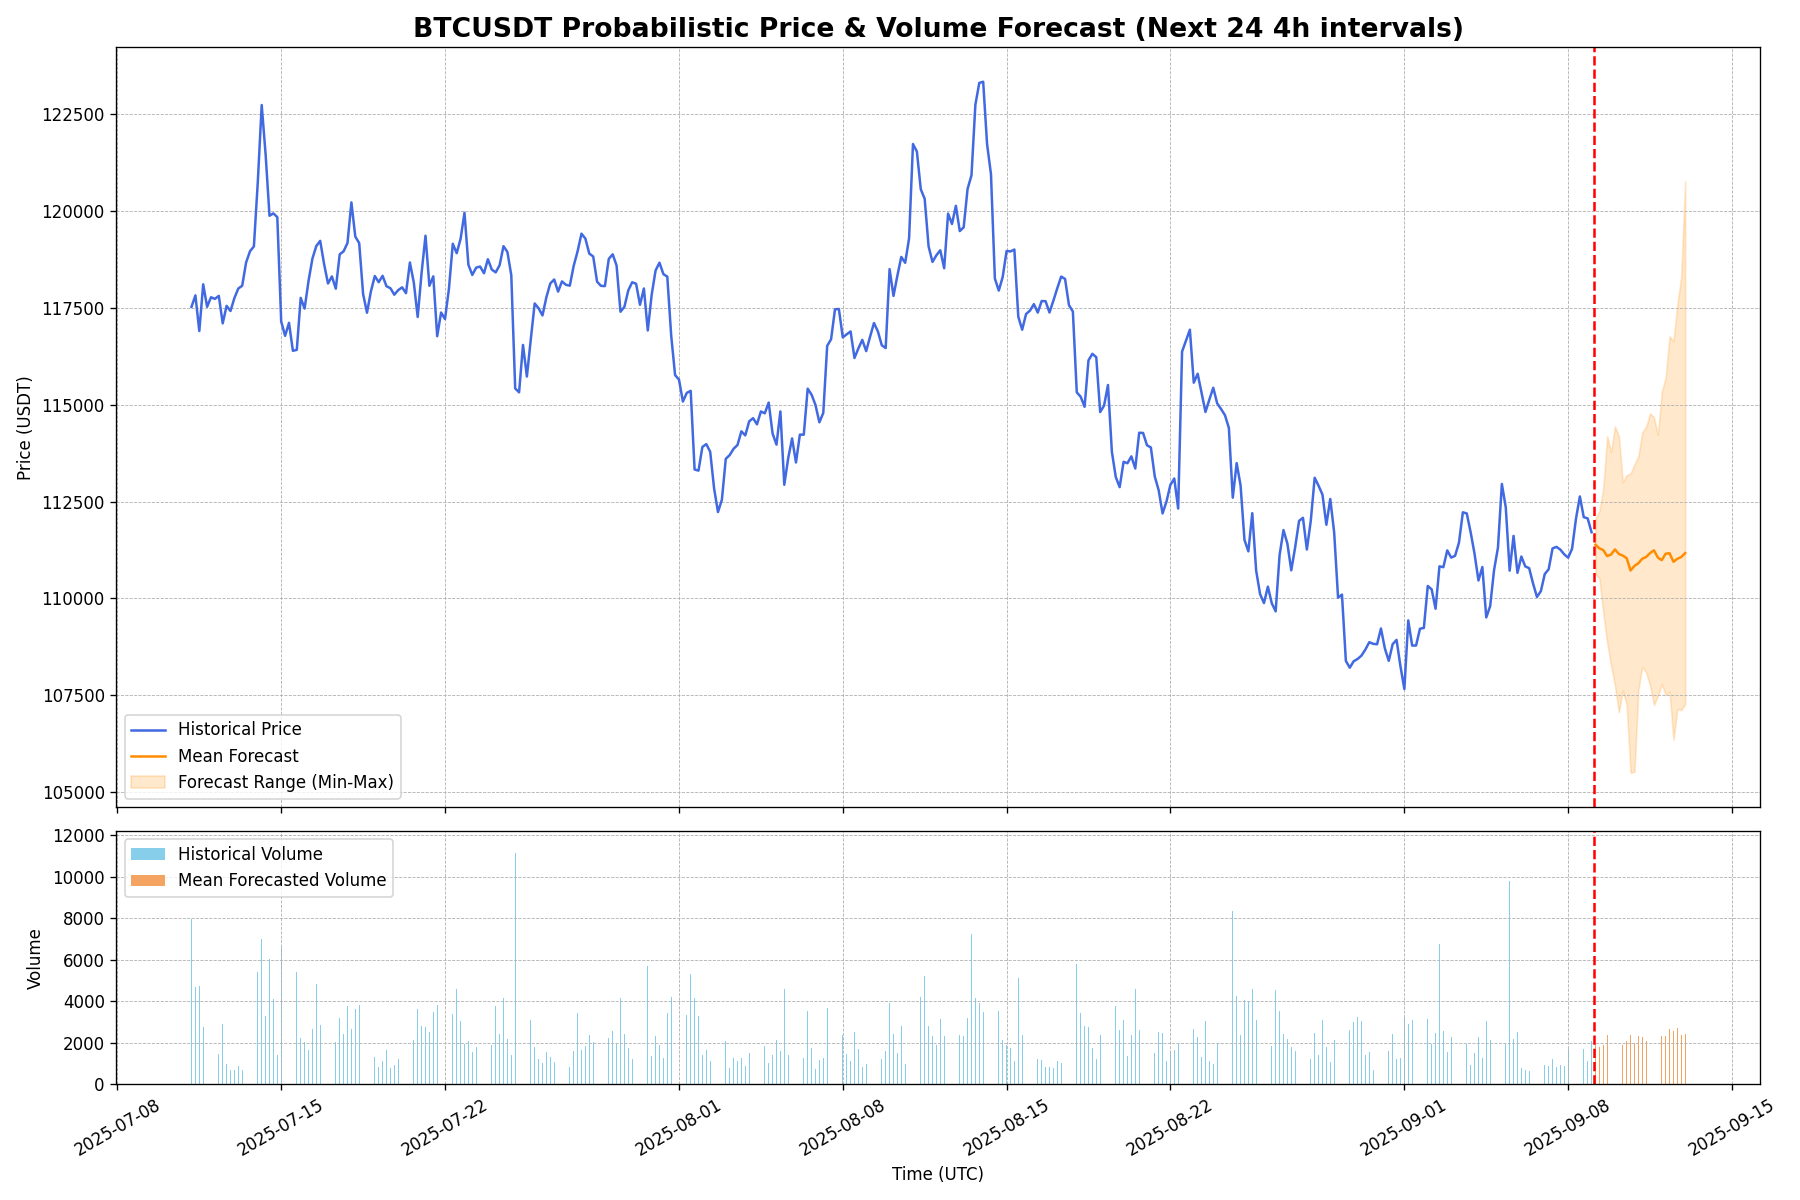 BTCUSDT Probabilistic Price & Volume Forecast (Next 24 4h intervals)
Price (USDT)
122500
120000
117500
115000
112500
110000
107500
105000
Historical Price
Mean Forecast
Forecast Range (Min-Max)
Volume
12000
10000
8000
6000
4000
2000
0
Historical Volume
Mean Forecasted Volume
2025-07-08
2025-07-15
2025-07-22
2025-08-01
2025-08-08
2025-08-15
2025-08-22
2025-09-01
2025-09-08
2025-09-15
Time (UTC)